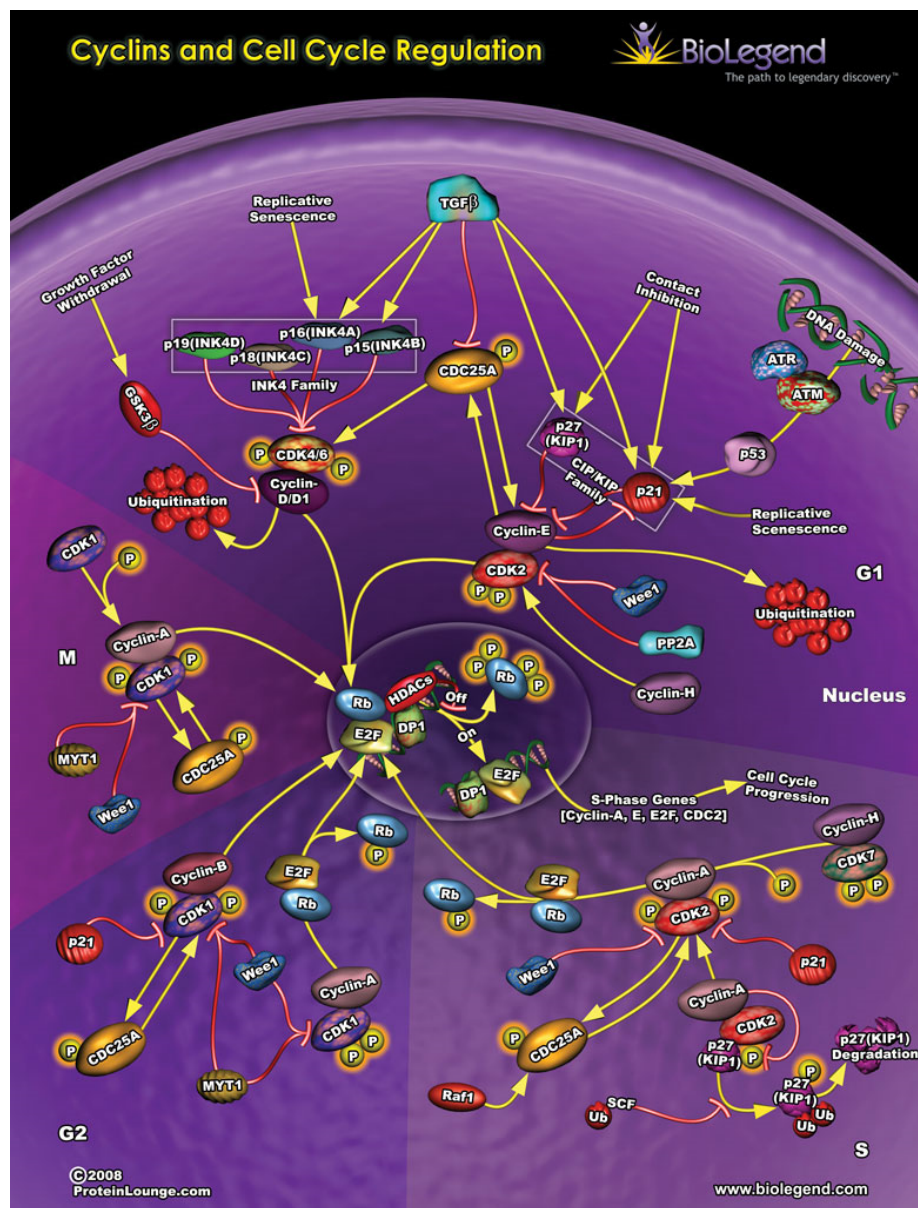 Cyclins and Cell Cycle Regulation
BioLegend
The path to legendary discovery™
Replicative
Senescence
TGFβ
Growth Factor
Withdrawal
Contact
Inhibition
DNA Damage
p19(INK4D)
p18(INK4C)
p16(INK4A)
p15(INK4B)
INK4 Family
CDC25A
P
ATR
ATM
GSK3β
p27
(KIP1)
CIP/KIP
Family
p21
p53
P
CDK4/6
P
Cyclin-
D/D1
Ubiquitination
Cyclin-E
CDK2
P
P
Replicative
Scenescence
G1
Wee1
PP2A
Ubiquitination
Cyclin-H
Nucleus
CDK1
P
Cyclin-A
P
CDK1
P
M
MYT1
Wee1
CDC25A
P
Rb
HDACs
Off
E2F
DP1
On
P
P
P
P
Rb
P
DP1
E2F
S-Phase Genes
[Cyclin-A, E, E2F, CDC2]
Cell Cycle
Progression
Cyclin-B
P
CDK1
P
p21
Wee1
CDC25A
P
MYT1
E2F
Rb
Rb
P
Cyclin-A
CDK1
P
P
P
G2
Rb
P
E2F
Rb
Cyclin-A
P
CDK2
P
P
Cyclin-H
CDK7
P
P
Wee1
p21
P
CDC25A
Raf1
Cyclin-A
CDK2
p27
(KIP1)
P
SCF
Ub
P
p27
(KIP1)
Ub
Ub
p27(KIP1)
Degradation
S
©2008
ProteinLounge.com
www.biolegend.com